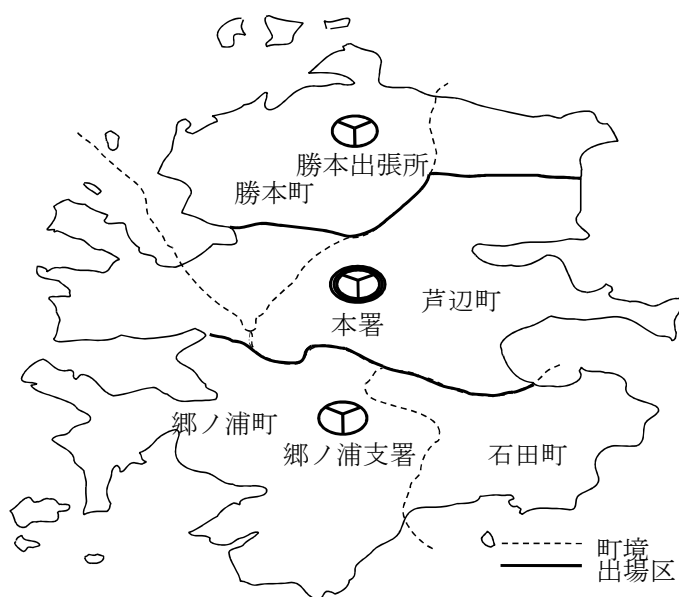 勝本出張所
勝本町
芦辺町
本署
郷ノ浦町
郷ノ浦支署
石田町
町境
出場区